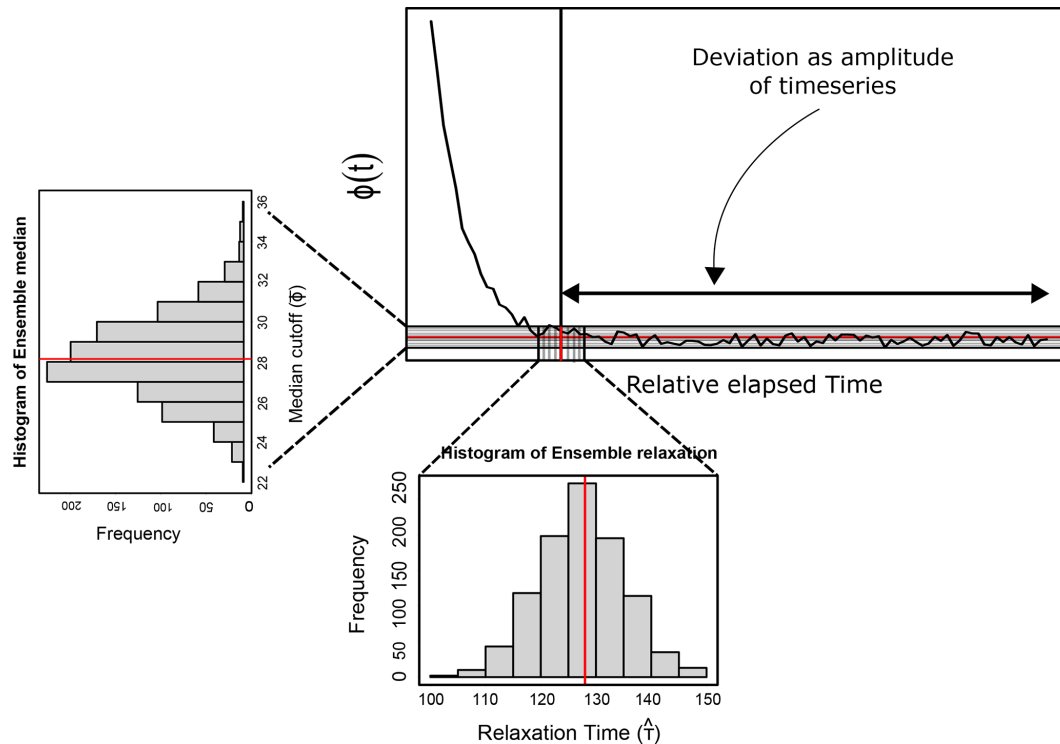 Deviation as amplitude
of timeseries
ϕ(t)
Relative elapsed Time
Histogram of Ensemble median
36
34
32
30
28
26
24
22
Median cutoff (ϕ̅)
200
150
100
50
0
Frequency
Histogram of Ensemble relaxation
250
200
150
100
50
0
Frequency
100 110 120 130 140 150
Relaxation Time (τ̂)